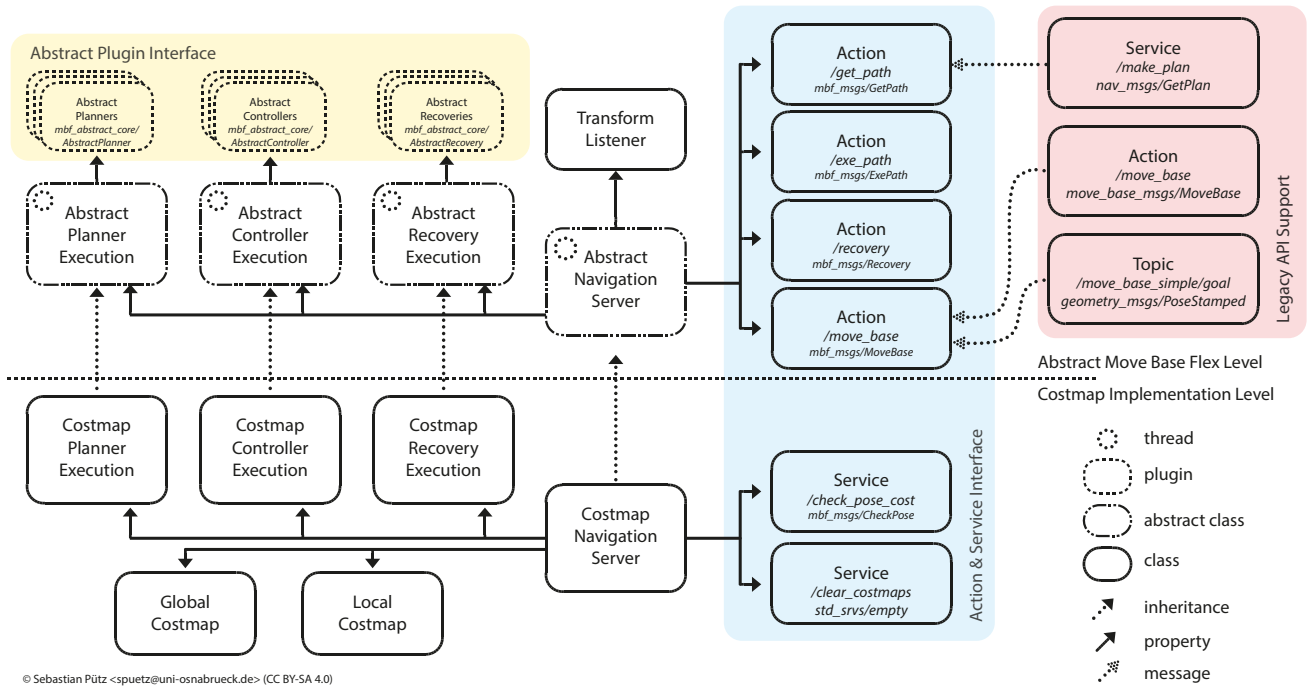 Abstract Plugin Interface
Abstract
Planners
mbf_abstract_core/
AbstractPlanner
Abstract
Controllers
mbf_abstract_core/
AbstractController
Abstract
Recoveries
mbf_abstract_core/
AbstractRecovery
Abstract
Planner
Execution
Abstract
Controller
Execution
Abstract
Recovery
Execution
Transform
Listener
Abstract
Navigation
Server
Action
/get_path
mbf_msgs/GetPath
Action
/exe_path
mbf_msgs/ExePath
Action
/recovery
mbf_msgs/Recovery
Action
/move_base
mbf_msgs/MoveBase
Service
/make_plan
nav_msgs/GetPlan
Action
/move_base
move_base_msgs/MoveBase
Topic
/move_base_simple/goal
geometry_msgs/PoseStamped
Legacy API Support
Abstract Move Base Flex Level
Costmap Implementation Level
Costmap
Planner
Execution
Costmap
Controller
Execution
Costmap
Recovery
Execution
Costmap
Navigation
Server
Global
Costmap
Local
Costmap
Service
/check_pose_cost
mbf_msgs/CheckPose
Service
/clear_costmaps
std_srvs/empty
Action & Service Interface
thread
plugin
abstract class
class
inheritance
property
message
© Sebastian Pütz <spuetz@uni-osnabrueck.de> (CC BY-SA 4.0)